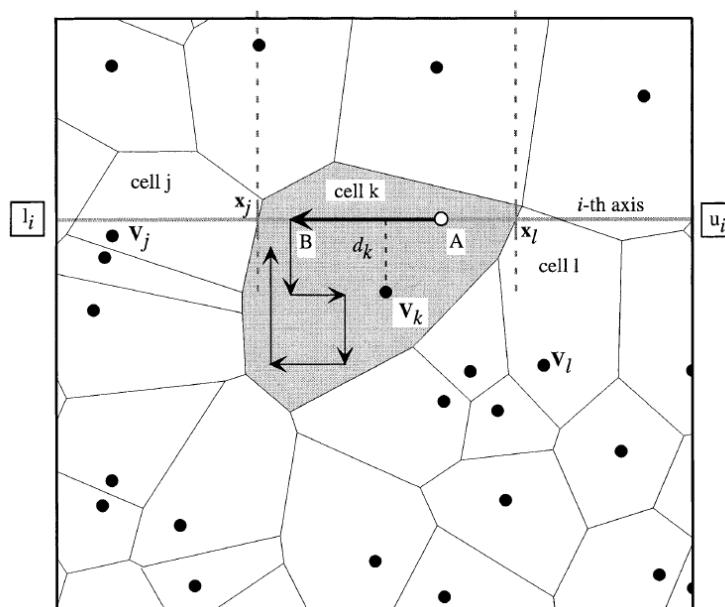 cell j
cell k
x_j
i-th axis
l_i
u_i
v_j
B
d_k
A
x_l
cell l
v_k
v_l